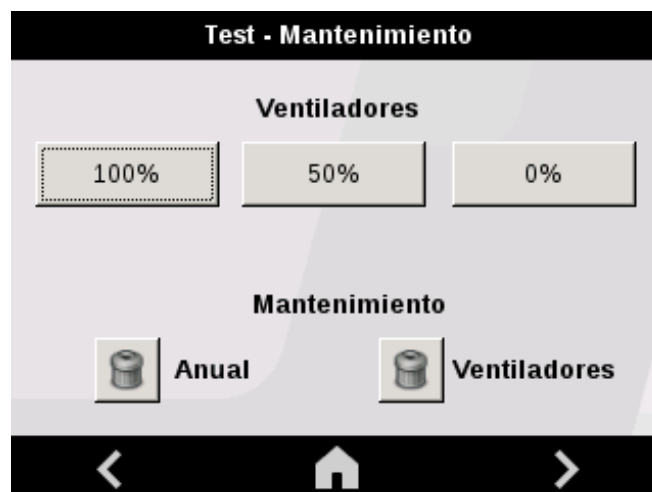 Test - Mantenimiento
Ventiladores
100% 50% 0%
Mantenimiento
Anual Ventiladores